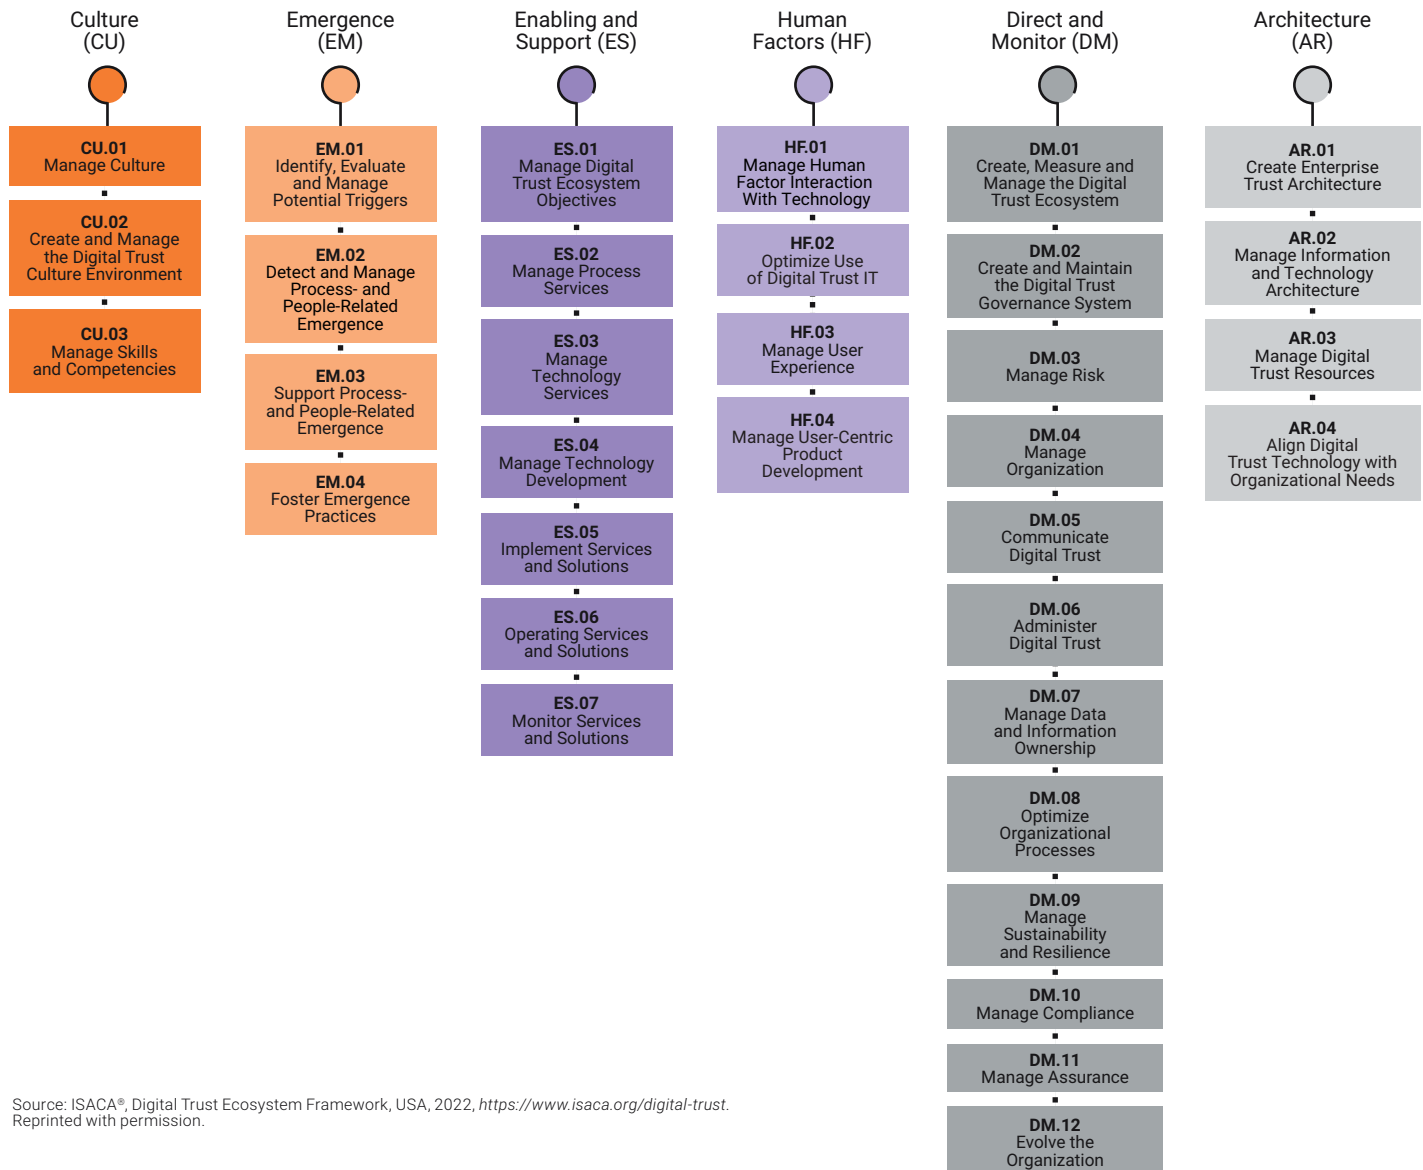 Culture
(CU)
CU.01
Manage Culture
CU.02
Create and Manage
the Digital Trust
Culture Environment
CU.03
Manage Skills
and Competencies
Emergence
(EM)
EM.01
Identify, Evaluate
and Manage
Potential Triggers
EM.02
Detect and Manage
Process- and
People-Related
Emergence
EM.03
Support Process-
and People-Related
Emergence
EM.04
Foster Emergence
Practices
Enabling and
Support (ES)
ES.01
Manage Digital
Trust Ecosystem
Objectives
ES.02
Manage Process
Services
ES.03
Manage
Technology
Services
ES.04
Manage Technology
Development
ES.05
Implement Services
and Solutions
ES.06
Operating Services
and Solutions
ES.07
Monitor Services
and Solutions
Human
Factors (HF)
HF.01
Manage Human
Factor Interaction
With Technology
HF.02
Optimize Use
of Digital Trust IT
HF.03
Manage User
Experience
HF.04
Manage User-Centric
Product
Development
Direct and
Monitor (DM)
DM.01
Create, Measure and
Manage the Digital
Trust Ecosystem
DM.02
Create and Maintain
the Digital Trust
Governance System
DM.03
Manage Risk
DM.04
Manage
Organization
DM.05
Communicate
Digital Trust
DM.06
Administer
Digital Trust
DM.07
Manage Data
and Information
Ownership
DM.08
Optimize
Organizational
Processes
DM.09
Manage
Sustainability
and Resilience
DM.10
Manage Compliance
DM.11
Manage Assurance
DM.12
Evolve the
Organization
Architecture
(AR)
AR.01
Create Enterprise
Trust Architecture
AR.02
Manage Information
and Technology
Architecture
AR.03
Manage Digital
Trust Resources
AR.04
Align Digital
Trust Technology with
Organizational Needs
Source: ISACA®, Digital Trust Ecosystem Framework, USA, 2022, https://www.isaca.org/digital-trust.
Reprinted with permission.